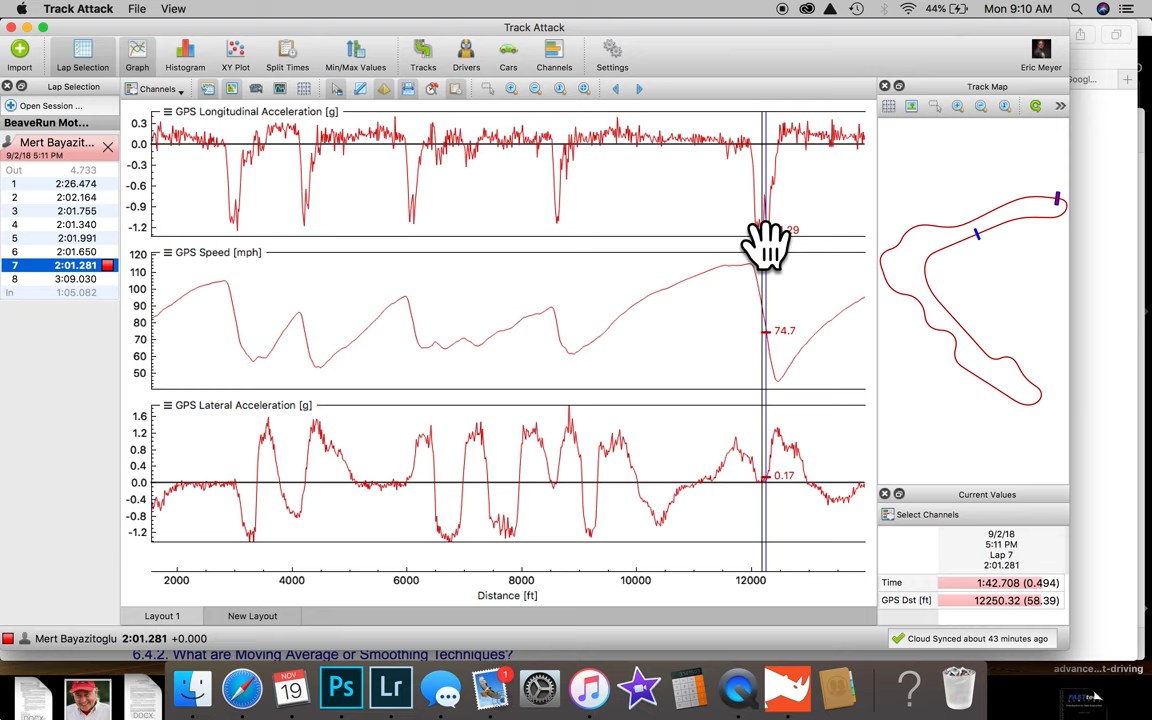 Track Attack File View
44% Mon 9:10 AM
Track Attack
Import Lap Selection Graph Histogram XY Plot Split Times Min/Max Values Tracks Drivers Cars Channels Settings Eric Meyer
Googl...
Lap Selection
Channels
Track Map
Open Session ...
BeaveRun Mot...
Mert Bayazit...
9/2/18 5:11 PM
Out 4.733
1 2:26.474
2 2:02.164
3 2:01.755
4 2:01.340
5 2:01.991
6 2:01.650
7 2:01.281
8 3:09.030
In 1:05.082
GPS Longitudinal Acceleration [g]
0.3
0.0
-0.3
-0.6
-0.9
-1.2
29
GPS Speed [mph]
120
100
90
80
70
60
50
74.7
GPS Lateral Acceleration [g]
1.6
1.2
0.8
0.4
0.0
-0.4
-0.8
-1.2
0.17
2000 4000 6000 8000 10000 12000
Distance [ft]
Layout 1 New Layout
Current Values
Select Channels
9/2/18
5:11 PM
Lap 7
2:01.281
Time 1:42.708 (0.494)
GPS Dst [ft] 12250.32 (58.39)
Mert Bayazitoglu 2:01.281 +0.000
Cloud Synced about 43 minutes ago
6.4.2. What are Moving Average or Smoothing Techniques?
advance...t-driving
NOV
19
Ps
Lr
1
?
DOCX